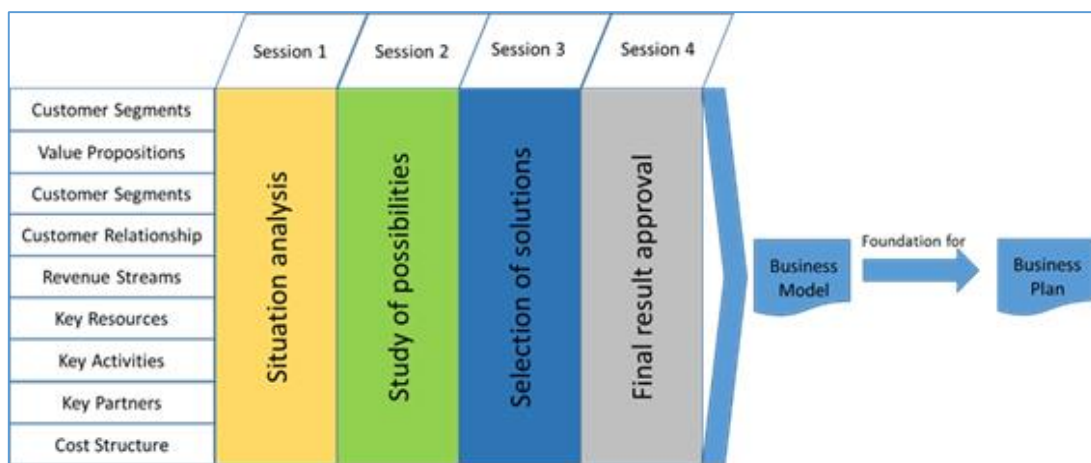 Session 1
Session 2
Session 3
Session 4
Customer Segments
Value Propositions
Customer Segments
Customer Relationship
Revenue Streams
Key Resources
Key Activities
Key Partners
Cost Structure
Situation analysis
Study of possibilities
Selection of solutions
Final result approval
Business
Model
Foundation for
Business
Plan